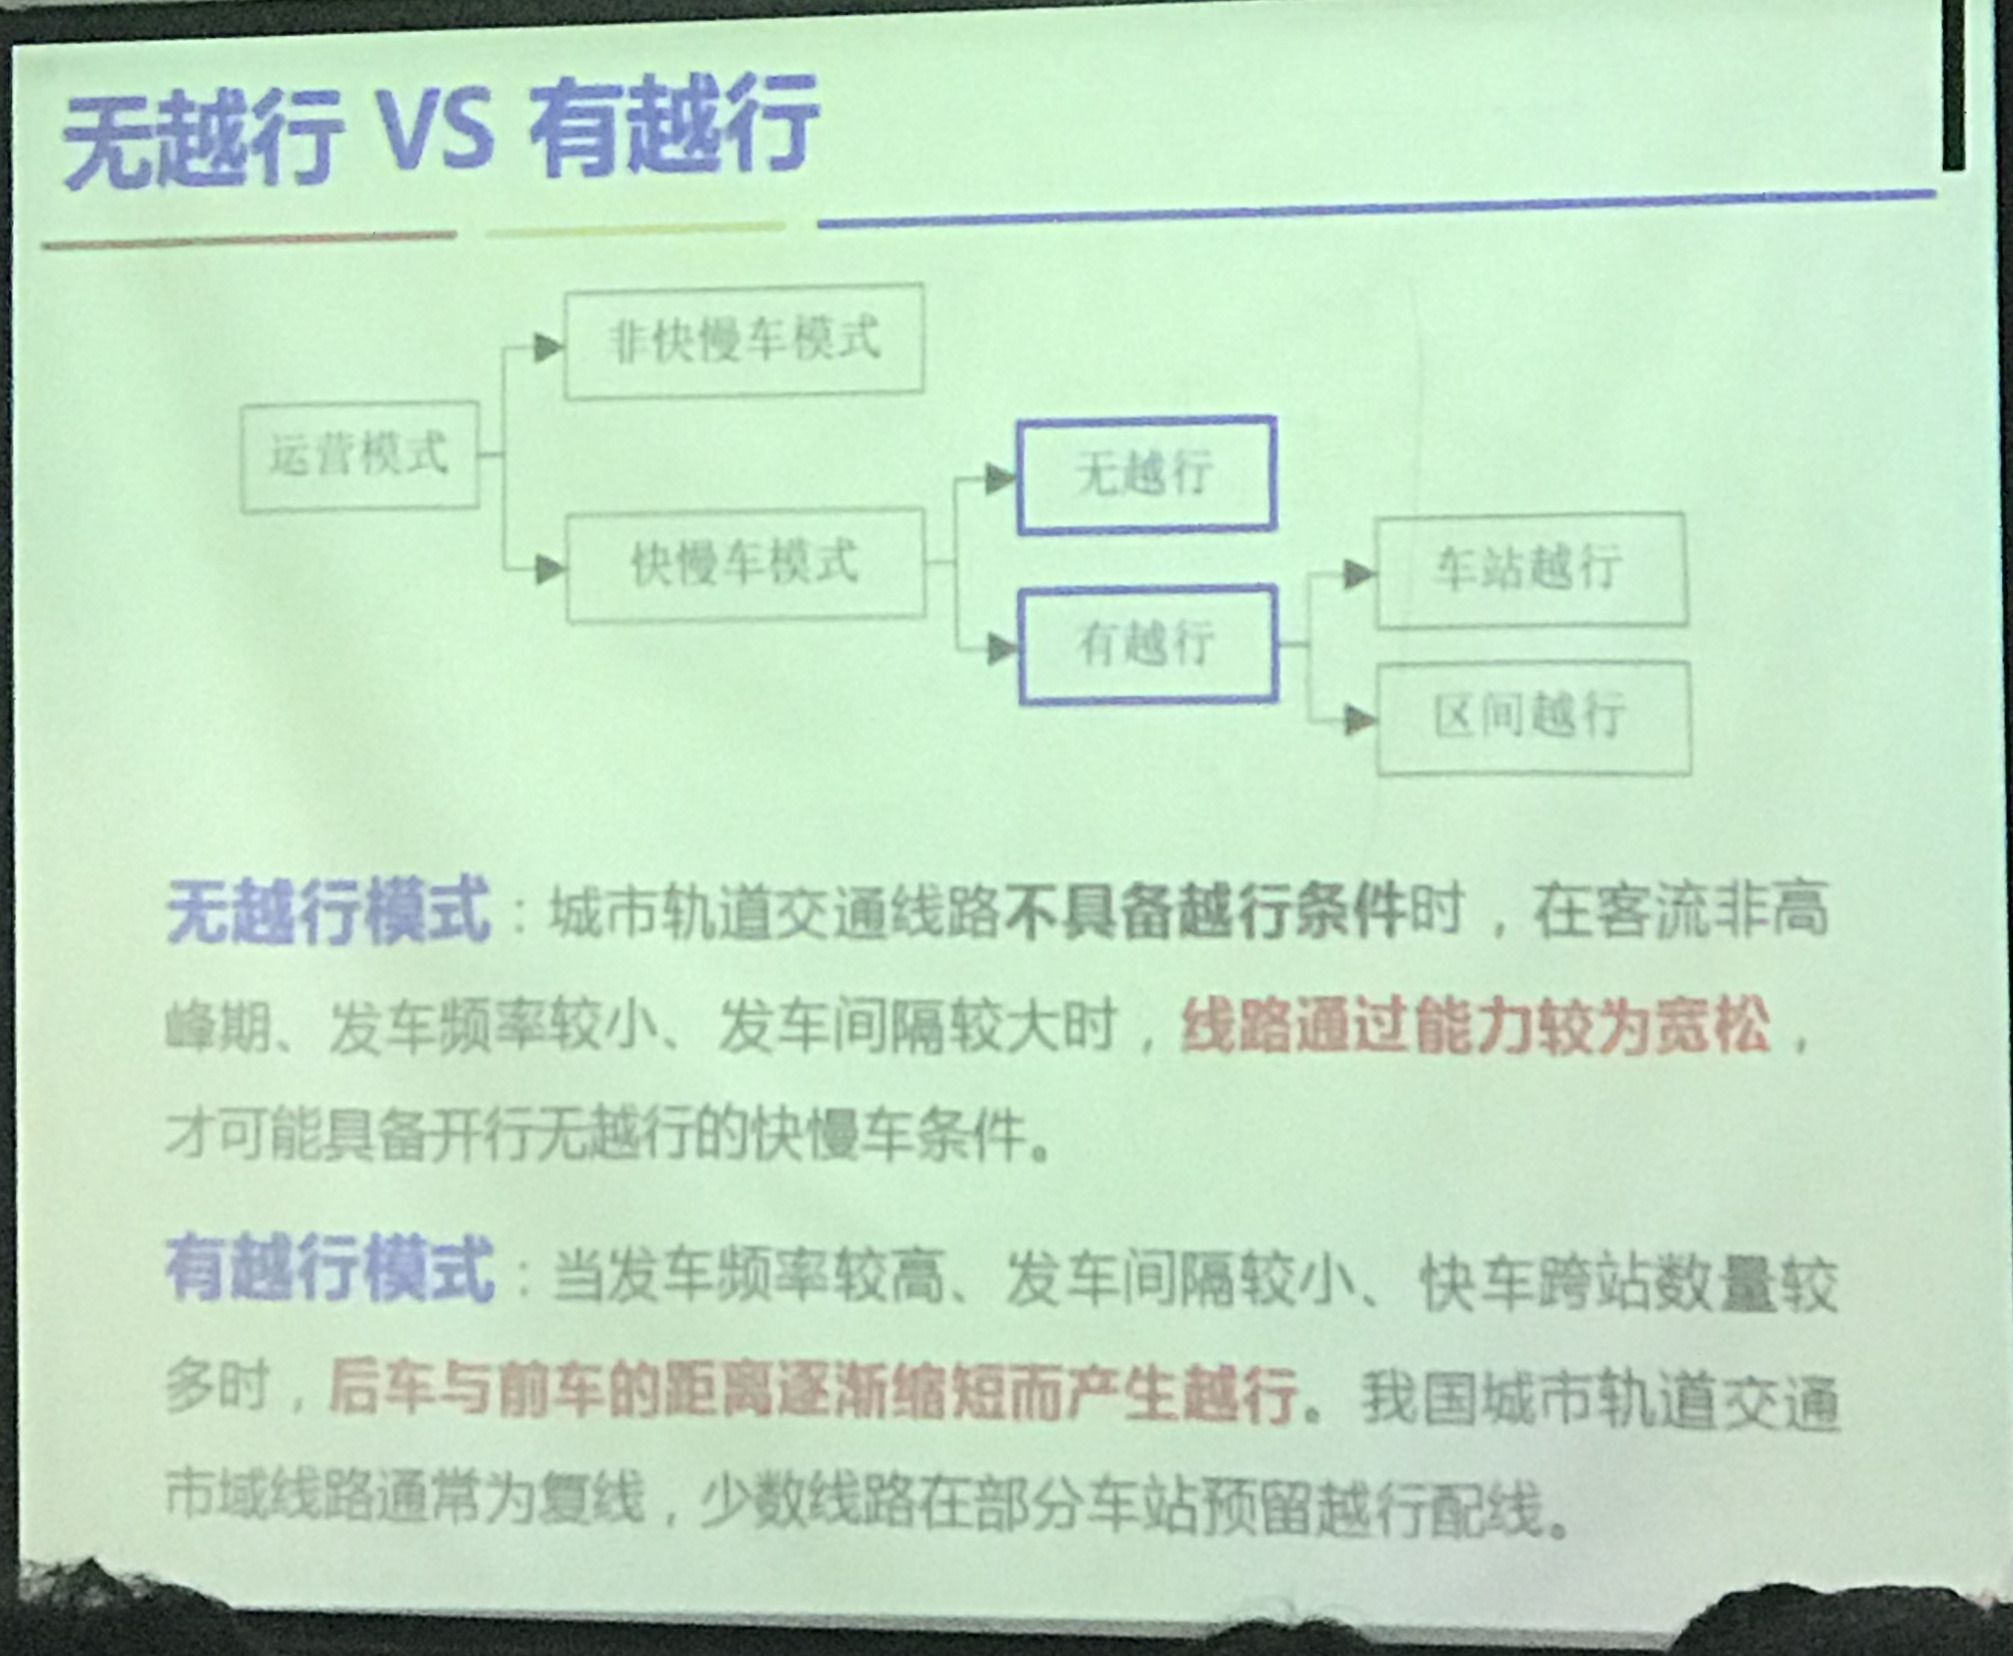 无越行 VS 有越行
非快慢车模式
运营模式
无越行
快慢车模式
车站越行
有越行
区间越行
无越行模式：城市轨道交通线路不具备越行条件时，在客流非高
峰期、发车频率较小、发车间隔较大时，线路通过能力较为宽松，
才可能具备开行无越行的快慢车条件。
有越行模式：当发车频率较高、发车间隔较小、快车跨站数量较
多时，后车与前车的距离逐渐缩短而产生越行。我国城市轨道交通
市域线路通常为复线，少数线路在部分车站预留越行配线。